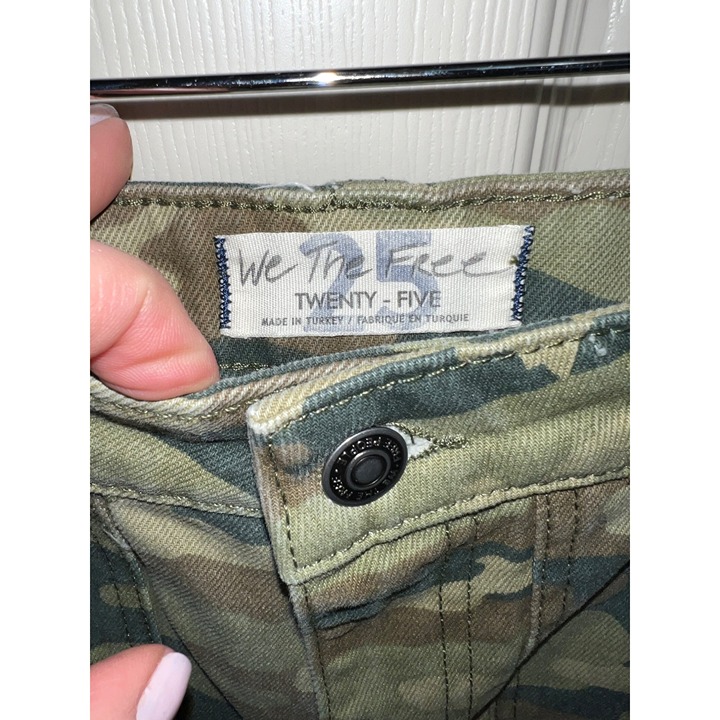 25
We The Free
TWENTY - FIVE
MADE IN TURKEY / FABRIQUE EN TURQUIE